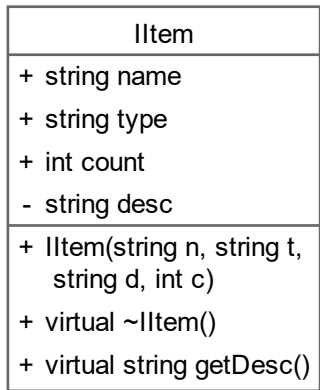 IItem
+ string name
+ string type
+ int count
- string desc
+ IItem(string n, string t,
string d, int c)
+ virtual ~IItem()
+ virtual string getDesc()